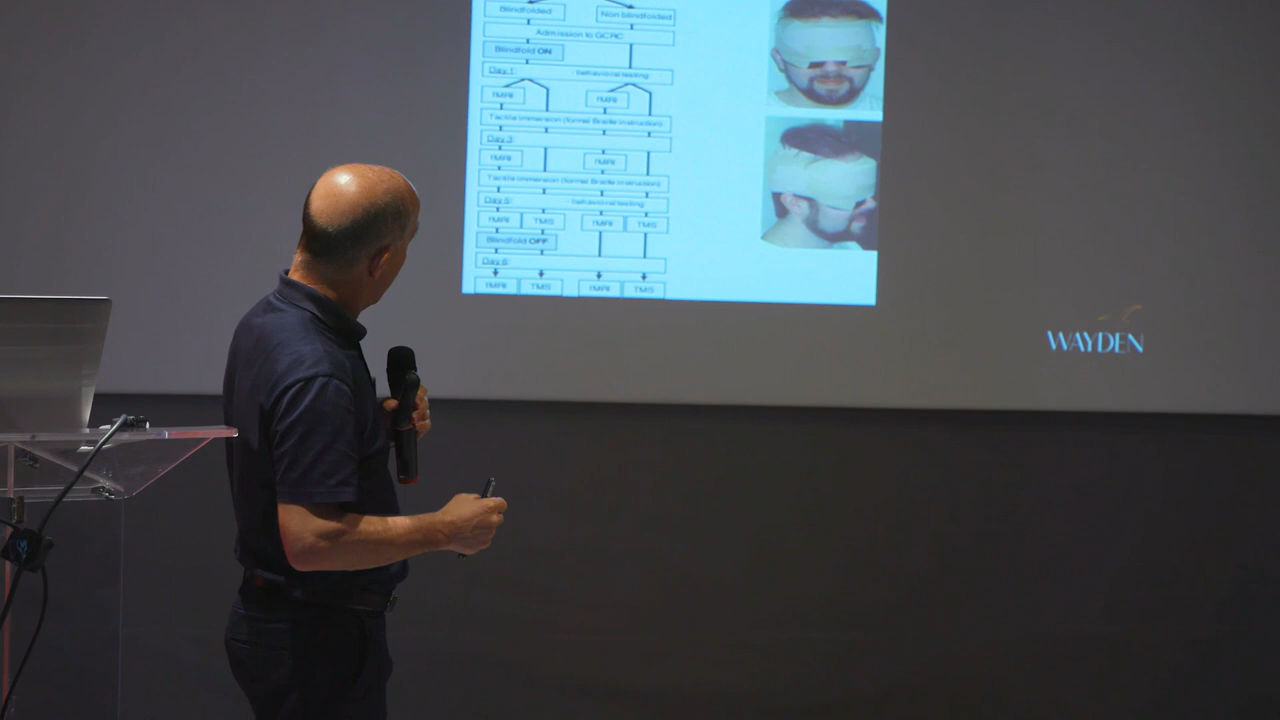 Blindfolded
Non blindfolded
Admission to GCRC
Blindfold ON
Day 1:
- behavioral testing
fMRI
fMRI
Tactile immersion (formal Braille instruction)
Day 3:
fMRI
fMRI
Tactile immersion (formal Braille instruction)
Day 5:
- behavioral testing
fMRI TMS fMRI TMS
Blindfold OFF
Day 6:
fMRI TMS fMRI TMS
WAYDEN